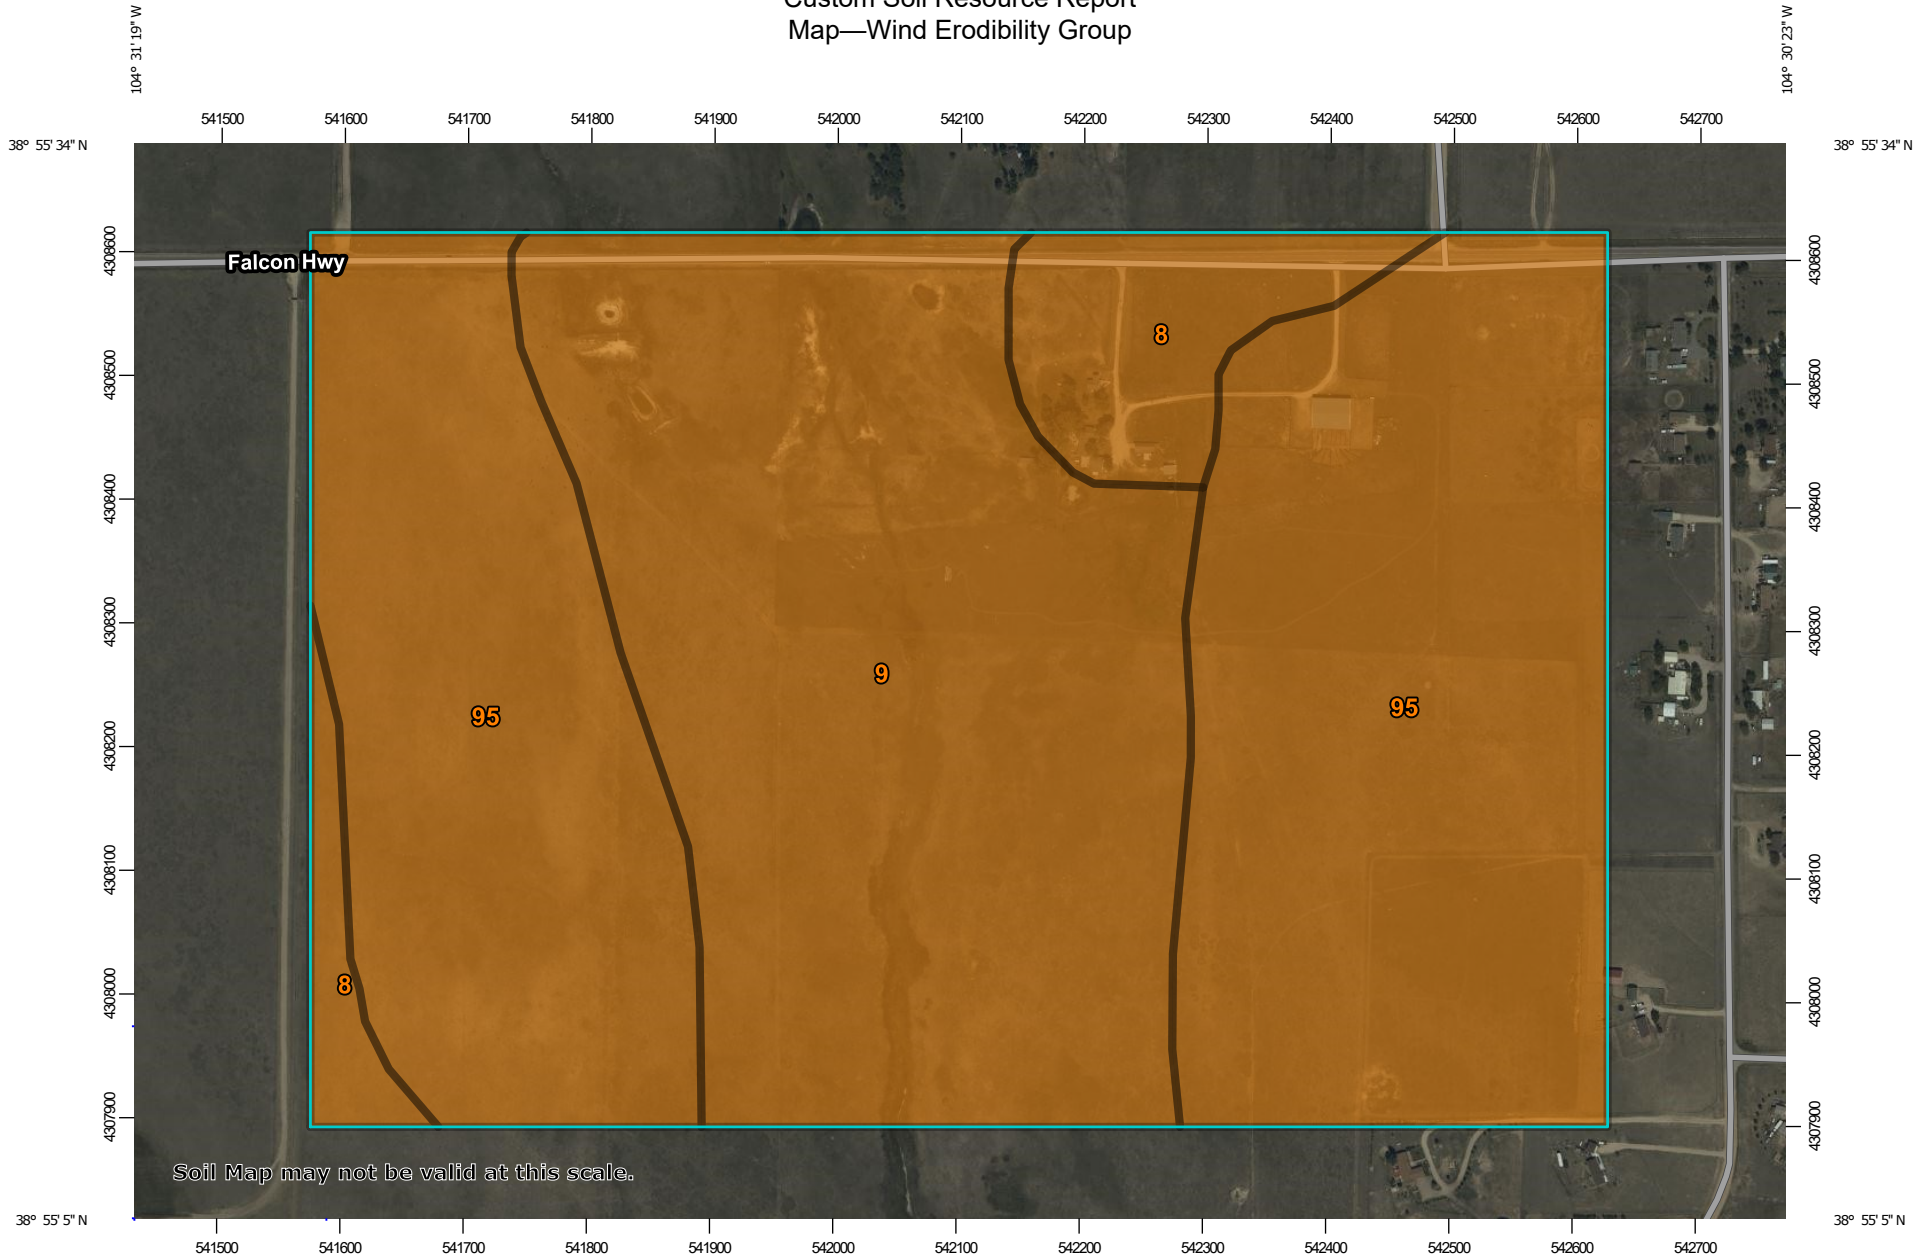 Custom Soil Resource Report
Map—Wind Erodibility Group
104° 31' 19" W
104° 30' 23" W
541500 541600 541700 541800 541900 542000 542100 542200 542300 542400 542500 542600 542700
38° 55' 34" N
38° 55' 34" N
4308600
4308600
Falcon Hwy
8
4308500
4308500
4308400
4308400
4308300
4308300
9
95
95
4308200
4308200
4308100
4308100
8
4308000
4308000
4307900
4307900
Soil Map may not be valid at this scale.
38° 55' 5" N
38° 55' 5" N
541500 541600 541700 541800 541900 542000 542100 542200 542300 542400 542500 542600 542700